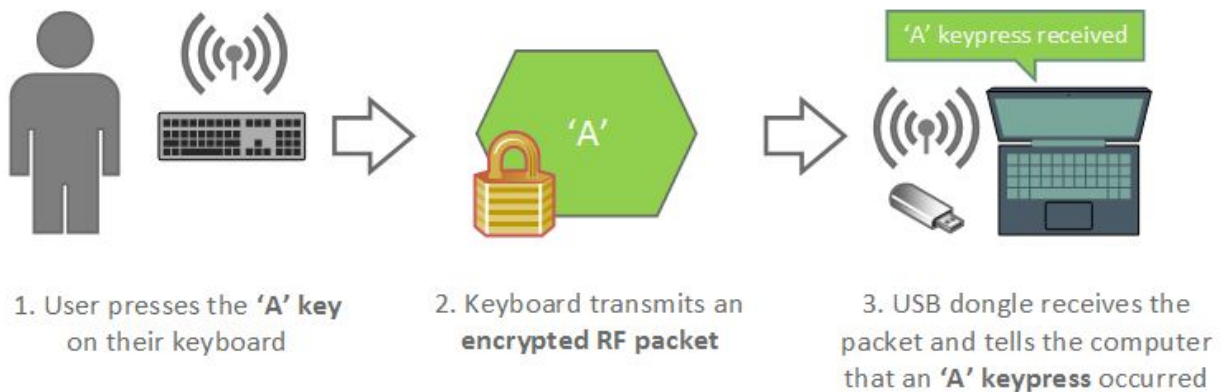 'A' keypress received
'A'
1. User presses the 'A' key
on their keyboard
2. Keyboard transmits an
encrypted RF packet
3. USB dongle receives the
packet and tells the computer
that an 'A' keypress occurred